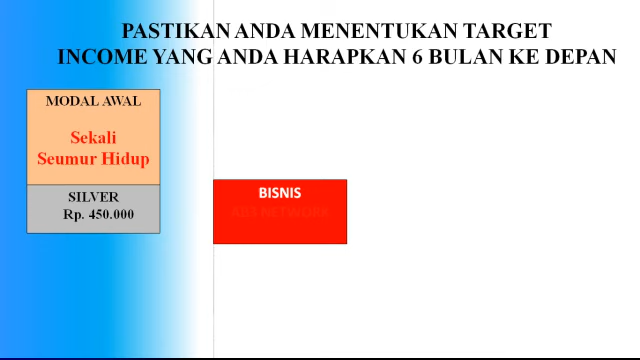 PASTIKAN ANDA MENENTUKAN TARGET
INCOME YANG ANDA HARAPKAN 6 BULAN KE DEPAN
MODAL AWAL
Sekali
Seumur Hidup
SILVER
Rp. 450.000
BISNIS
NETWORK